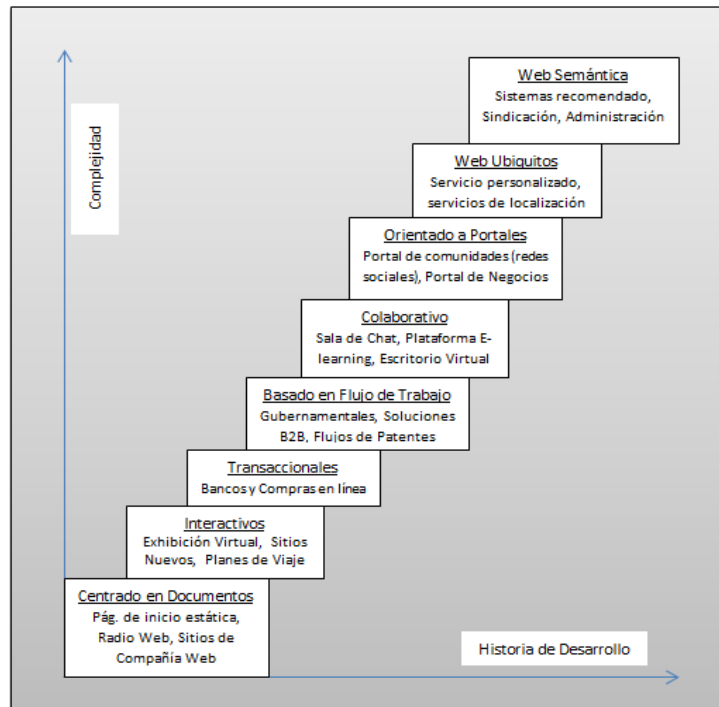 Web Semántica
Sistemas recomendado,
Sindicación, Administración
Web Ubiquitos
Servicio personalizado,
servicios de localización
Orientado a Portales
Portal de comunidades (redes
sociales), Portal de Negocios
Colaborativo
Sala de Chat, Plataforma E-
learning, Escritorio Virtual
Basado en Flujo de Trabajo
Gubernamentales, Soluciones
B2B, Flujos de Patentes
Transaccionales
Bancos y Compras en línea
Interactivos
Exhibición Virtual, Sitios
Nuevos, Planes de Viaje
Centrado en Documentos
Pág. de inicio estática,
Radio Web, Sitios de
Compañía Web
Complejidad
Historia de Desarrollo